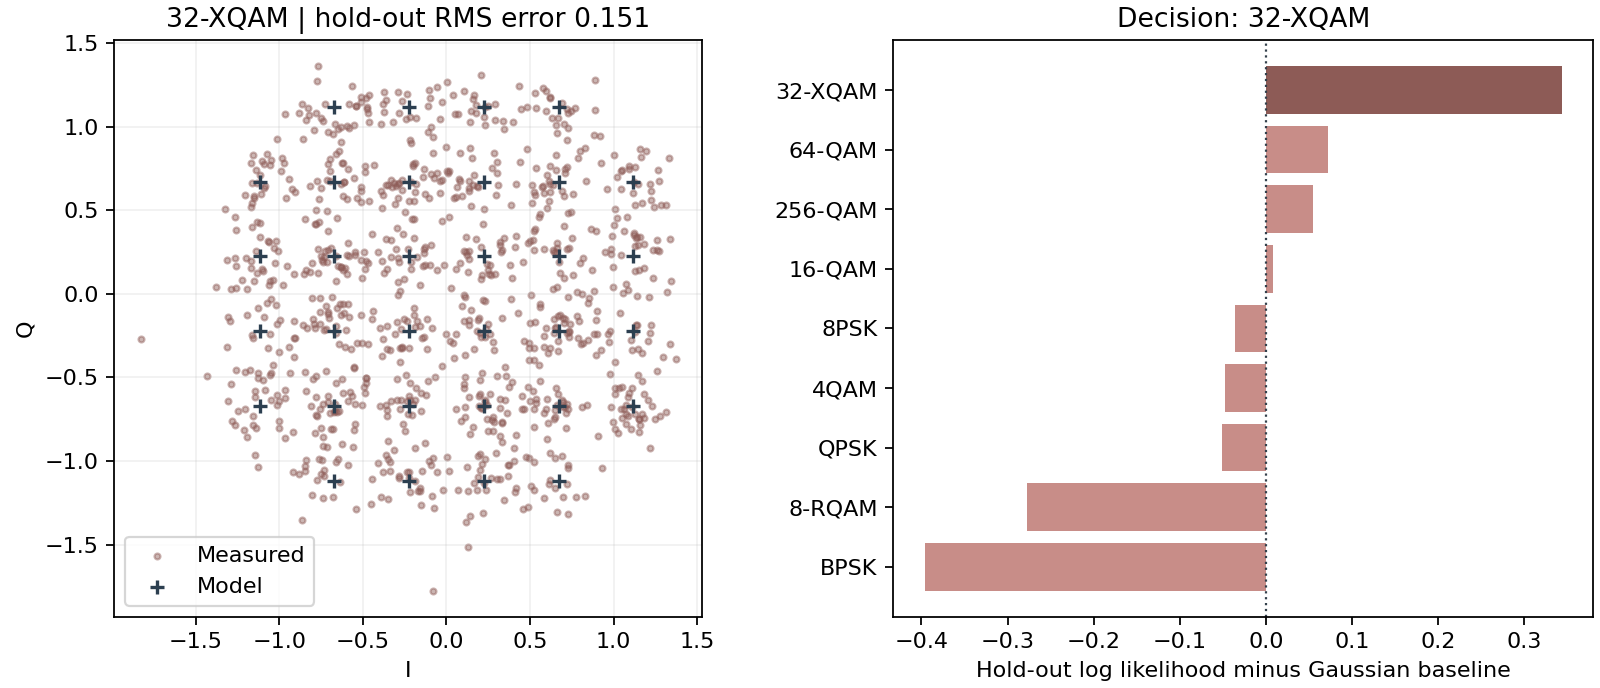 32-XQAM | hold-out RMS error 0.151
1.5
1.0
0.5
0.0
−0.5
−1.0
−1.5
Q
Measured
Model
−1.5
−1.0
−0.5
0.0
0.5
1.0
1.5
I
Decision: 32-XQAM
32-XQAM
64-QAM
256-QAM
16-QAM
8PSK
4QAM
QPSK
8-RQAM
BPSK
−0.4
−0.3
−0.2
−0.1
0.0
0.1
0.2
0.3
Hold-out log likelihood minus Gaussian baseline